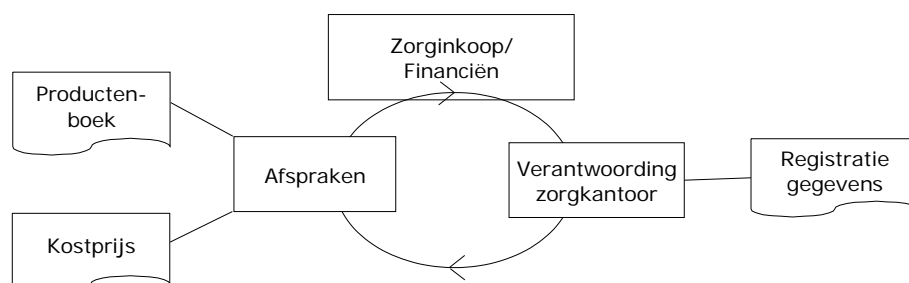 Zorginkoop/
Financiën
Producten-
boek
Afspraken
Verantwoording
zorgkantoor
Registratie
gegevens
Kostprijs